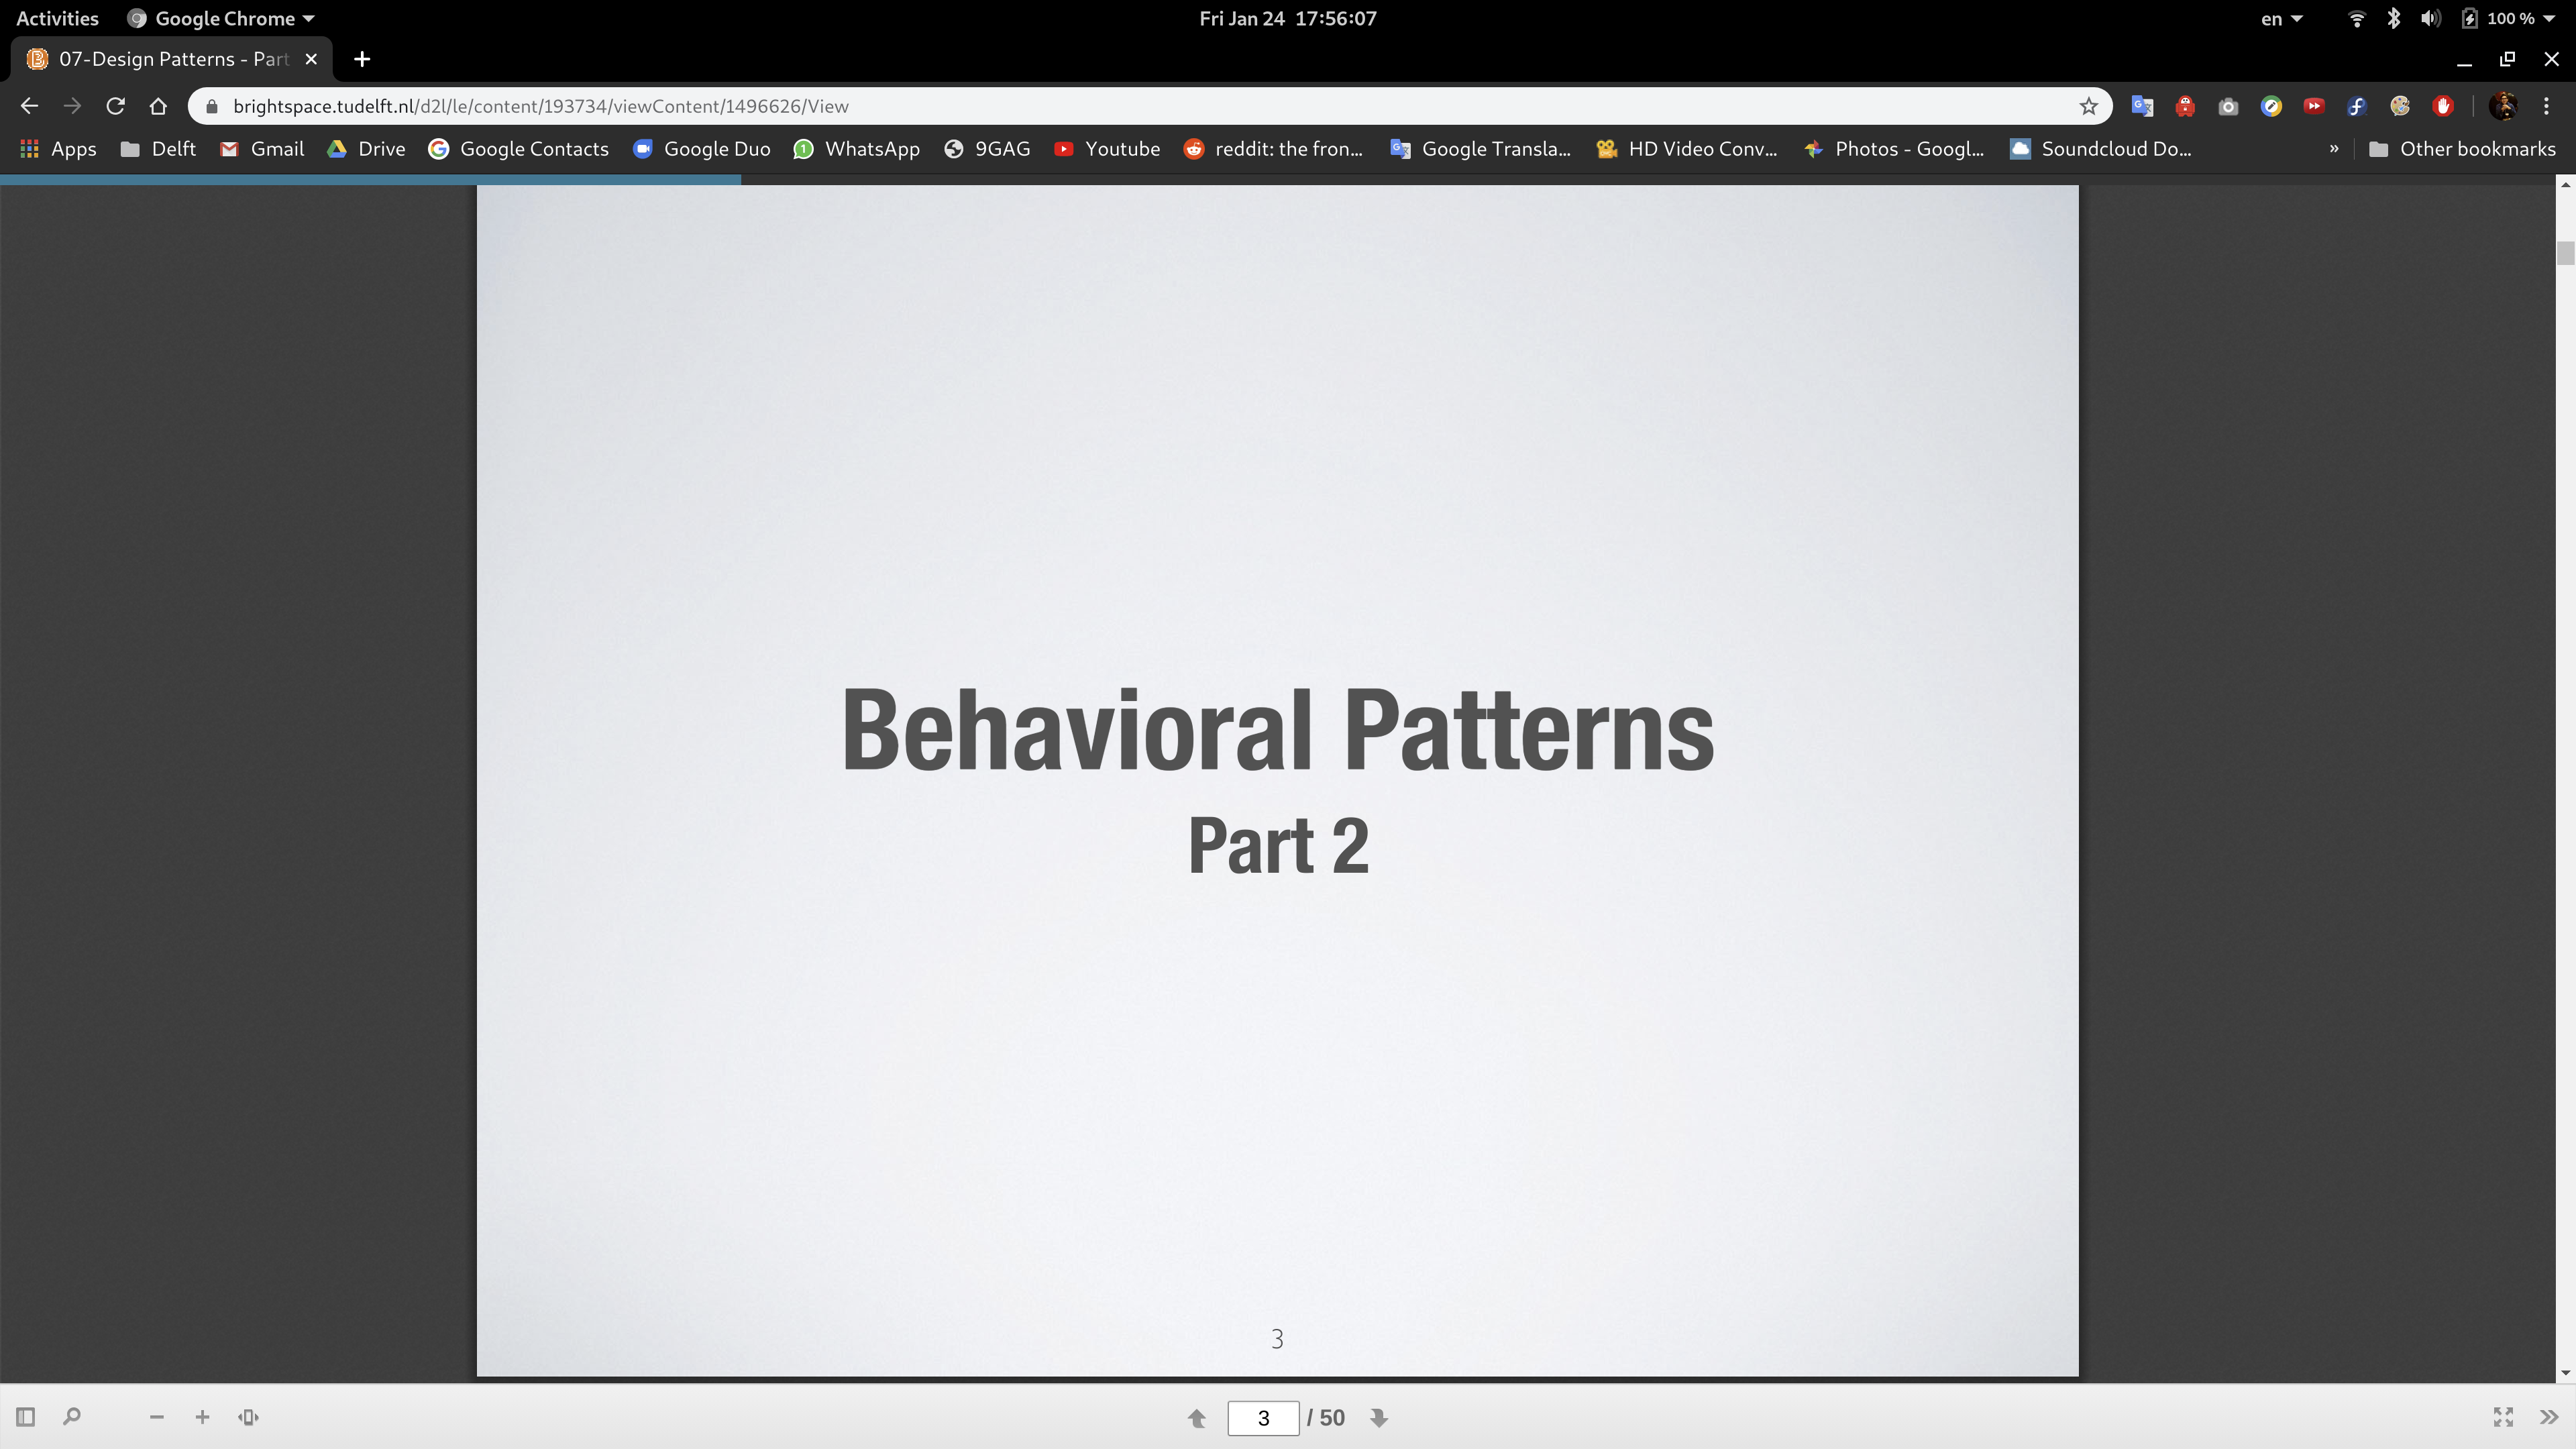 Activities Google Chrome Fri Jan 24 17:56:07 en 100 %
07-Design Patterns - Part
brightspace.tudelft.nl/d2l/le/content/193734/viewContent/1496626/View
Apps Delft Gmail Drive Google Contacts Google Duo WhatsApp 9GAG Youtube reddit: the fron... Google Transla... HD Video Conv... Photos - Googl... Soundcloud Do... » Other bookmarks
Behavioral Patterns
Part 2
3
3 / 50